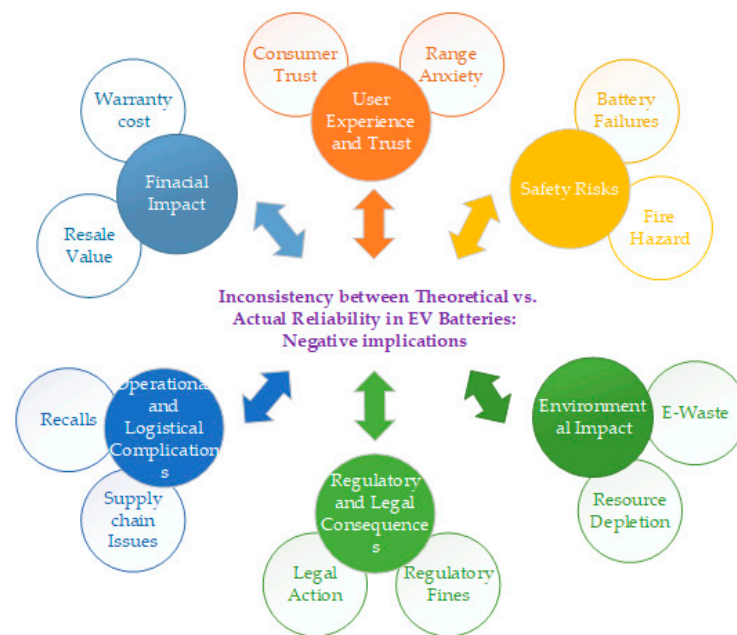 Consumer
Trust
Range
Anxiety
User
Experience
and Trust
Warranty
cost
Finacial
Impact
Resale
Value
Battery
Failures
Safety Risks
Fire
Hazard
Inconsistency between Theoretical vs.
Actual Reliability in EV Batteries:
Negative implications
Recalls
Operational
and
Logistical
Complication
s
Supply
chain
Issues
Regulatory
and Legal
Consequence
s
Legal
Action
Regulatory
Fines
Environment
al Impact
E-Waste
Resource
Depletion